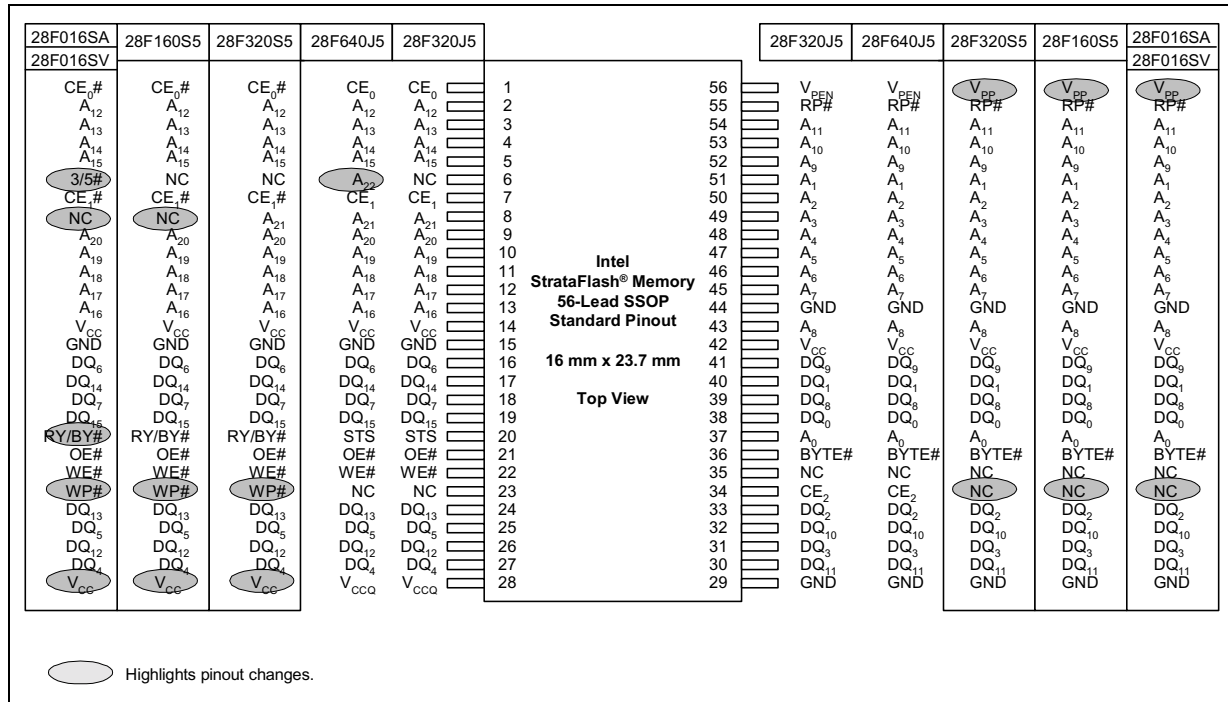 28F016SA 28F160S5 28F320S5 28F640J5 28F320J5 28F320J5 28F640J5 28F320S5 28F160S5 28F016SA
28F016SV 28F016SV
CE0# CE0# CE0# CE0 CE0 1 56 VPEN VPEN VPP VPP VPP
A12 A12 A12 A12 A12 2 55 RP# RP# RP# RP# RP#
A13 A13 A13 A13 A13 3 54 A11 A11 A11 A11 A11
A14 A14 A14 A14 A14 4 53 A10 A10 A10 A10 A10
A15 A15 A15 A15 A15 5 52 A9 A9 A9 A9 A9
3/5# NC NC A22 NC 6 51 A1 A1 A1 A1 A1
CE1# CE1# CE1# CE1 CE1 7 50 A2 A2 A2 A2 A2
NC NC A21 A21 A21 8 49 A3 A3 A3 A3 A3
A20 A20 A20 A20 A20 9 48 A4 A4 A4 A4 A4
A19 A19 A19 A19 A19 10 47 A5 A5 A5 A5 A5
A18 A18 A18 A18 A18 11 46 A6 A6 A6 A6 A6
A17 A17 A17 A17 A17 12 45 A7 A7 A7 A7 A7
A16 A16 A16 A16 A16 13 44 GND GND GND GND GND
VCC VCC VCC VCC VCC 14 43 A8 A8 A8 A8 A8
GND GND GND GND GND 15 42 VCC VCC VCC VCC VCC
DQ6 DQ6 DQ6 DQ6 DQ6 16 41 DQ9 DQ9 DQ9 DQ9 DQ9
DQ14 DQ14 DQ14 DQ14 DQ14 17 40 DQ1 DQ1 DQ1 DQ1 DQ1
DQ7 DQ7 DQ7 DQ7 DQ7 18 39 DQ8 DQ8 DQ8 DQ8 DQ8
DQ15 DQ15 DQ15 DQ15 DQ15 19 38 DQ0 DQ0 DQ0 DQ0 DQ0
RY/BY# RY/BY# RY/BY# STS STS 20 37 A0 A0 A0 A0 A0
OE# OE# OE# OE# OE# 21 36 BYTE# BYTE# BYTE# BYTE# BYTE#
WE# WE# WE# WE# WE# 22 35 NC NC NC NC NC
WP# WP# WP# NC NC 23 34 CE2 CE2 NC NC NC
DQ13 DQ13 DQ13 DQ13 DQ13 24 33 DQ2 DQ2 DQ2 DQ2 DQ2
DQ5 DQ5 DQ5 DQ5 DQ5 25 32 DQ10 DQ10 DQ10 DQ10 DQ10
DQ12 DQ12 DQ12 DQ12 DQ12 26 31 DQ3 DQ3 DQ3 DQ3 DQ3
DQ4 DQ4 DQ4 DQ4 DQ4 27 30 DQ11 DQ11 DQ11 DQ11 DQ11
VCC VCC VCC VCCQ VCCQ 28 29 GND GND GND GND GND
Intel
StrataFlash® Memory
56-Lead SSOP
Standard Pinout
16 mm x 23.7 mm
Top View
Highlights pinout changes.